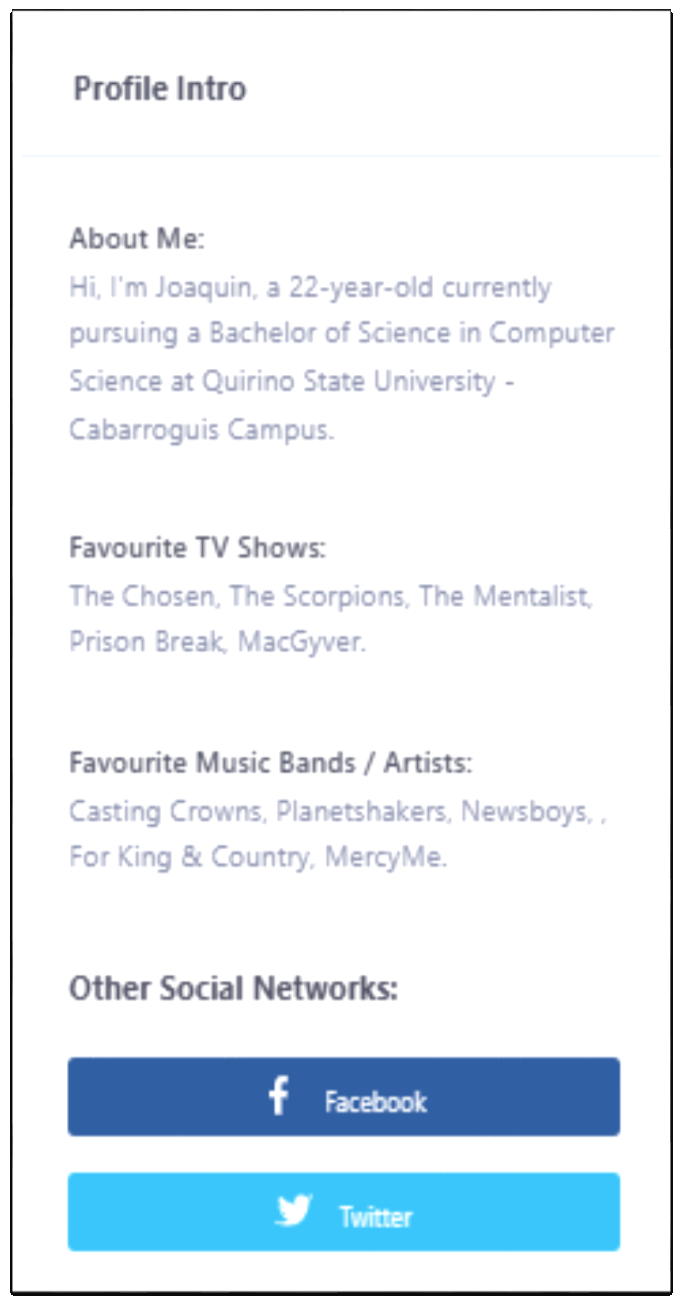 Profile Intro
About Me:
Hi, I'm Joaquin, a 22-year-old currently
pursuing a Bachelor of Science in Computer
Science at Quirino State University -
Cabarroguis Campus.
Favourite TV Shows:
The Chosen, The Scorpions, The Mentalist,
Prison Break, MacGyver.
Favourite Music Bands / Artists:
Casting Crowns, Planetshakers, Newsboys, ,
For King & Country, MercyMe.
Other Social Networks:
Facebook
Twitter